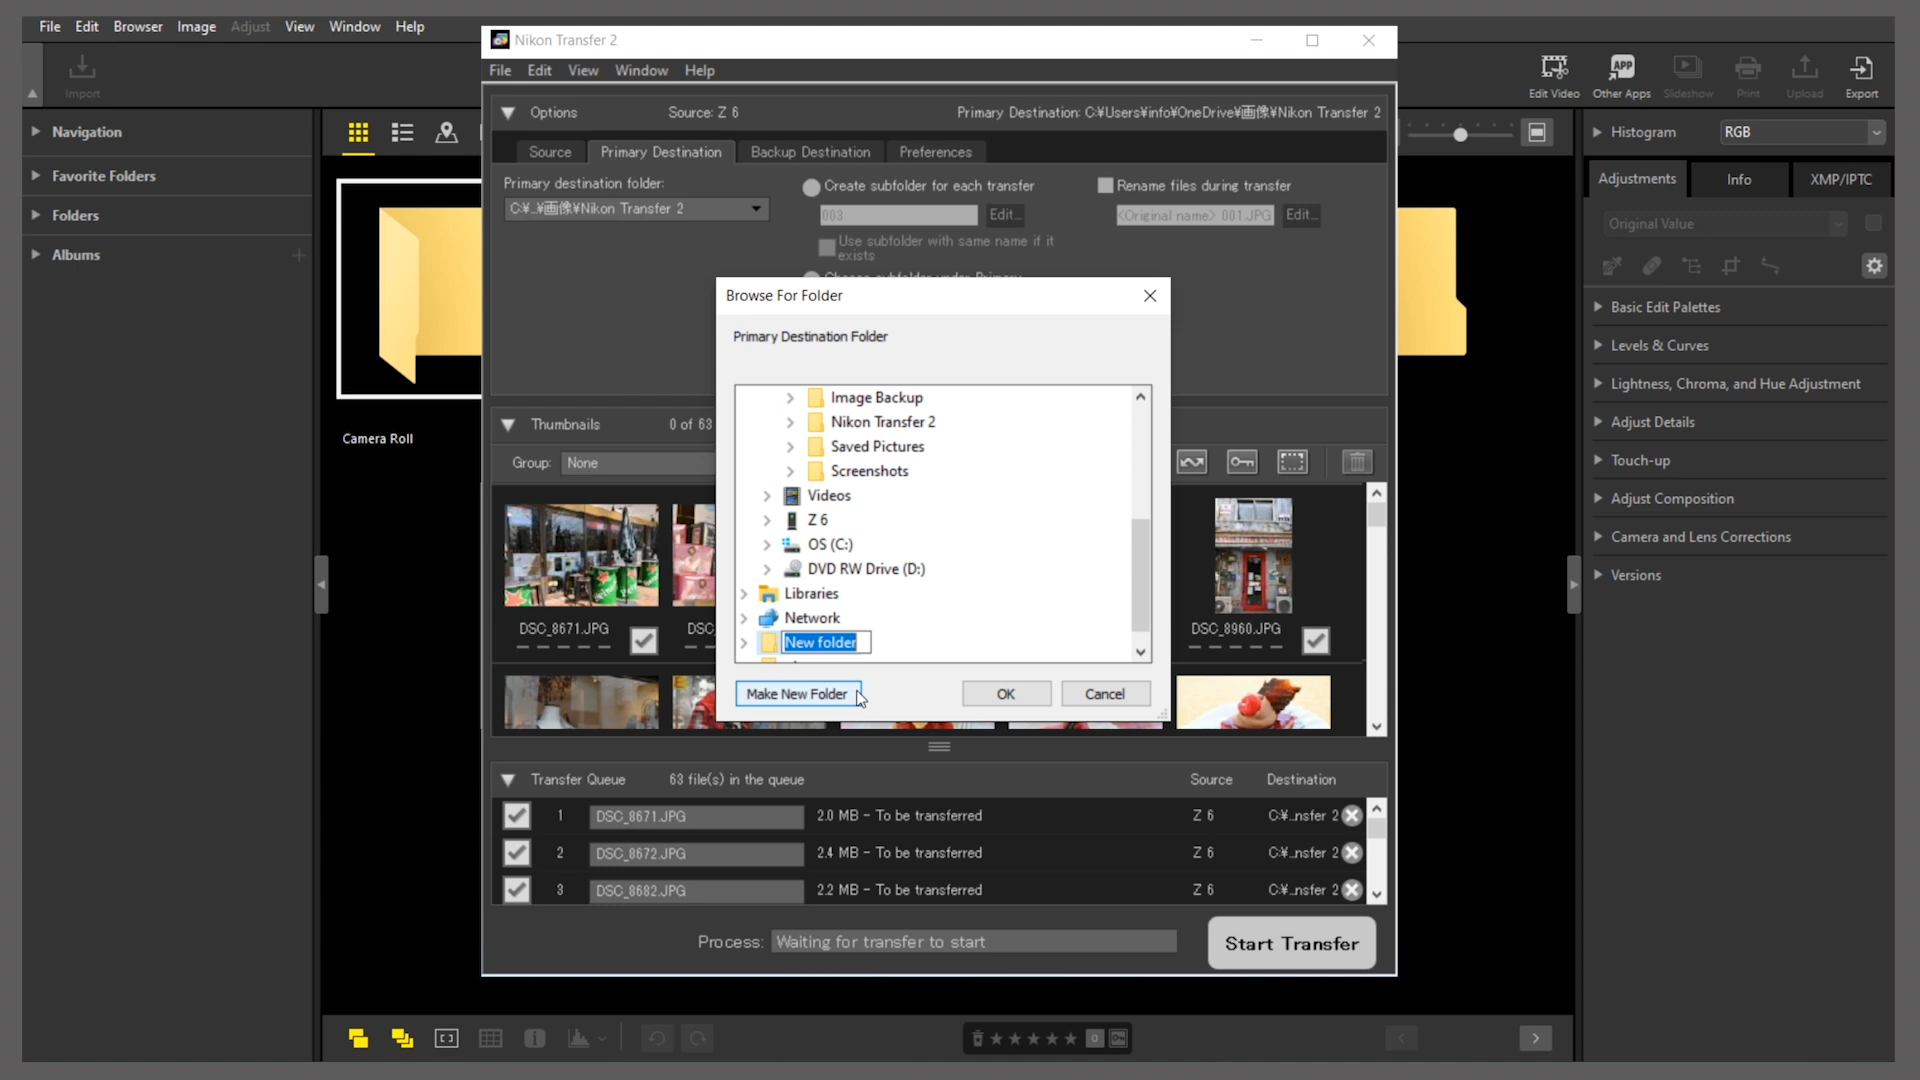 File Edit Browser Image Adjust View Window Help
Import
Edit Video Other Apps Slideshow Print Upload Export
Navigation
Favorite Folders
Folders
Albums
Camera Roll
Nikon Transfer 2
File Edit View Window Help
Options Source: Z 6 Primary Destination: C:¥Users¥info¥OneDrive¥画像¥Nikon Transfer 2
Source Primary Destination Backup Destination Preferences
Primary destination folder:
C:¥...¥画像¥Nikon Transfer 2
Create subfolder for each transfer
003 Edit...
Use subfolder with same name if it
exists
Choose subfolder under Primary
Rename files during transfer
<Original name> 001.JPG Edit...
Thumbnails 0 of 63
Group: None
DSC_8671.JPG
DSC_
DSC_8960.JPG
Browse For Folder
Primary Destination Folder
Image Backup
Nikon Transfer 2
Saved Pictures
Screenshots
Videos
Z 6
OS (C:)
DVD RW Drive (D:)
Libraries
Network
New folder
Make New Folder OK Cancel
Transfer Queue 63 file(s) in the queue Source Destination
1 DSC_8671.JPG 2.0 MB - To be transferred Z 6 C:¥...nsfer 2
2 DSC_8672.JPG 2.4 MB - To be transferred Z 6 C:¥...nsfer 2
3 DSC_8682.JPG 2.2 MB - To be transferred Z 6 C:¥...nsfer 2
Process: Waiting for transfer to start
Start Transfer
0
Histogram RGB
Adjustments Info XMP/IPTC
Original Value
Basic Edit Palettes
Levels & Curves
Lightness, Chroma, and Hue Adjustment
Adjust Details
Touch-up
Adjust Composition
Camera and Lens Corrections
Versions